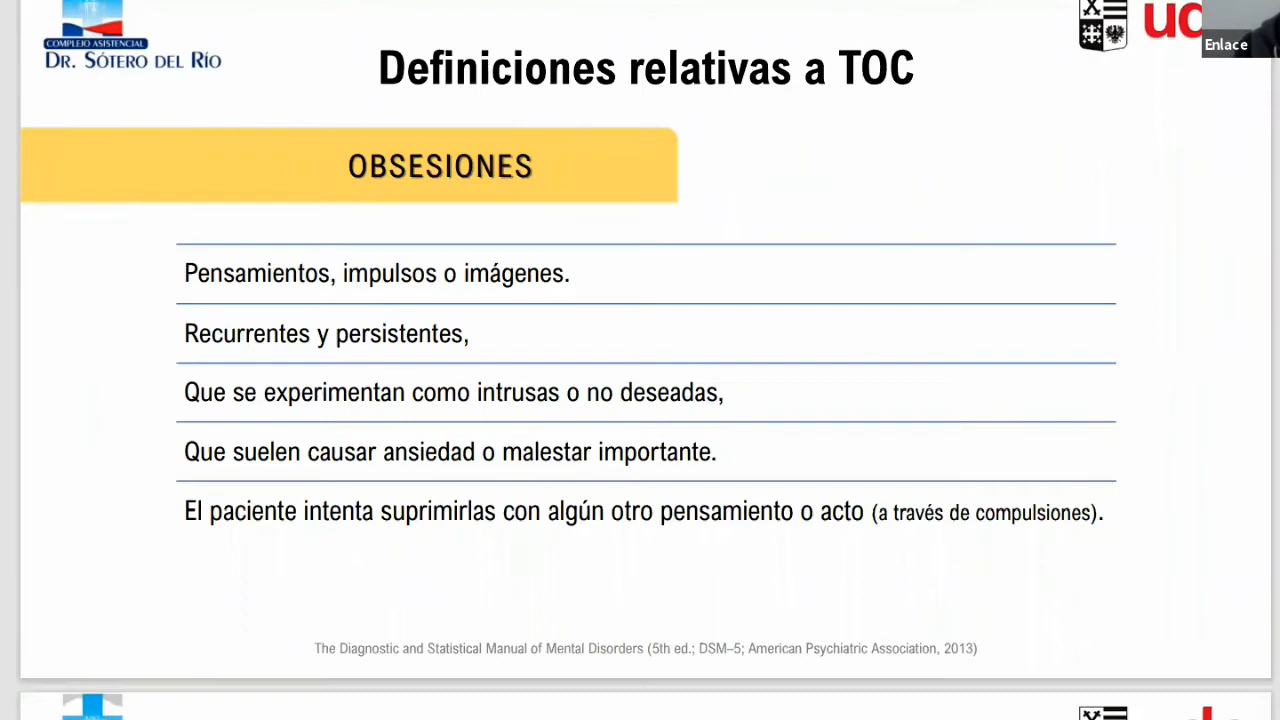 COMPLEJO ASISTENCIAL
DR. SÓTERO DEL RÍO
Definiciones relativas a TOC
Enlace
OBSESIONES
Pensamientos, impulsos o imágenes.
Recurrentes y persistentes,
Que se experimentan como intrusas o no deseadas,
Que suelen causar ansiedad o malestar importante.
El paciente intenta suprimirlas con algún otro pensamiento o acto (a través de compulsiones).
The Diagnostic and Statistical Manual of Mental Disorders (5th ed.; DSM–5; American Psychiatric Association, 2013)